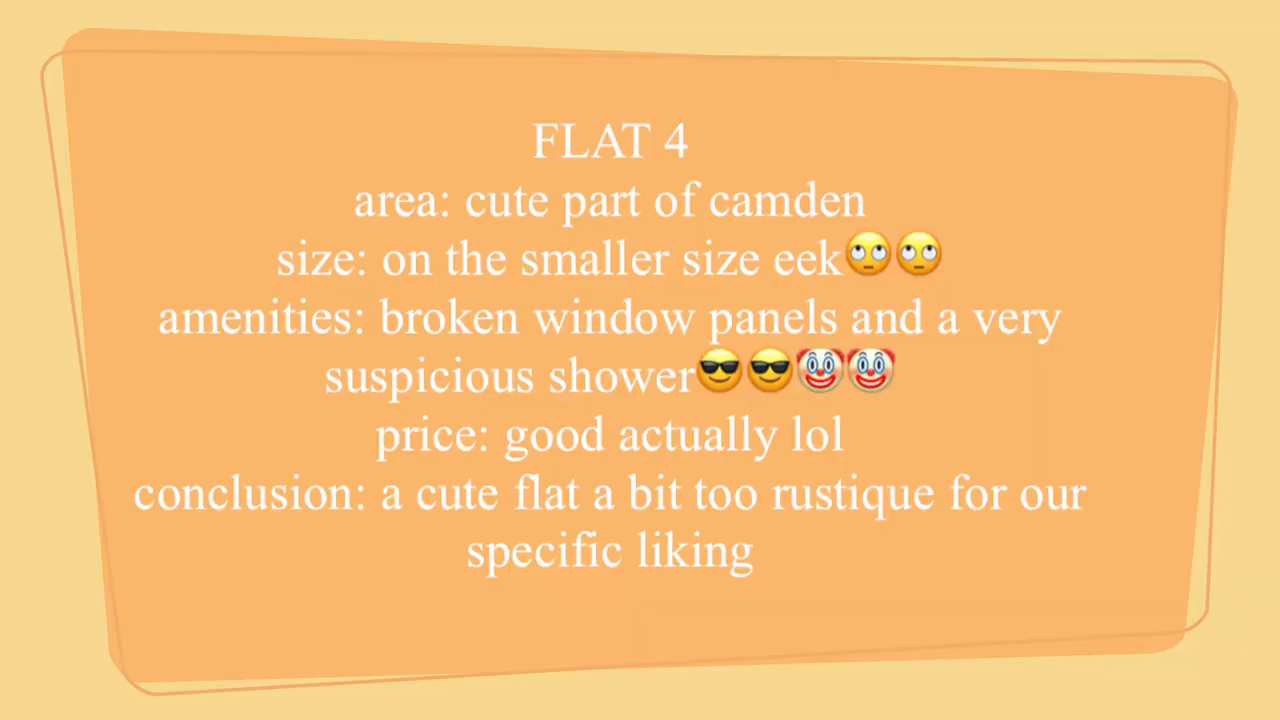 FLAT 4
area: cute part of camden
size: on the smaller size eek🙄🙄
amenities: broken window panels and a very
suspicious shower😎😎🤡🤡
price: good actually lol
conclusion: a cute flat a bit too rustique for our
specific liking